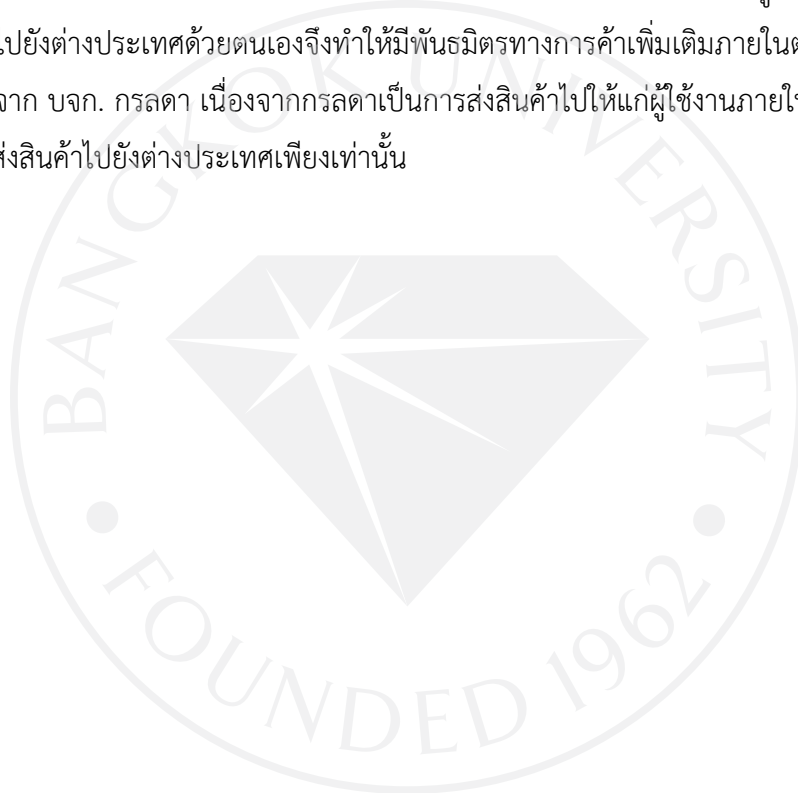 ไปยังต่างประเทศด้วยตนเองจึงทำให้มีพันธมิตรทางการค้าเพิ่มเติมภายใน
จาก บจก. กรลดา เนื่องจากกรลดาเป็นการส่งสินค้าไปให้แก่ผู้ใช้งานภายใ
ส่งสินค้าไปยังต่างประเทศเพียงเท่านั้น
BANGKOK UNIVERSITY
FOUNDED 1962